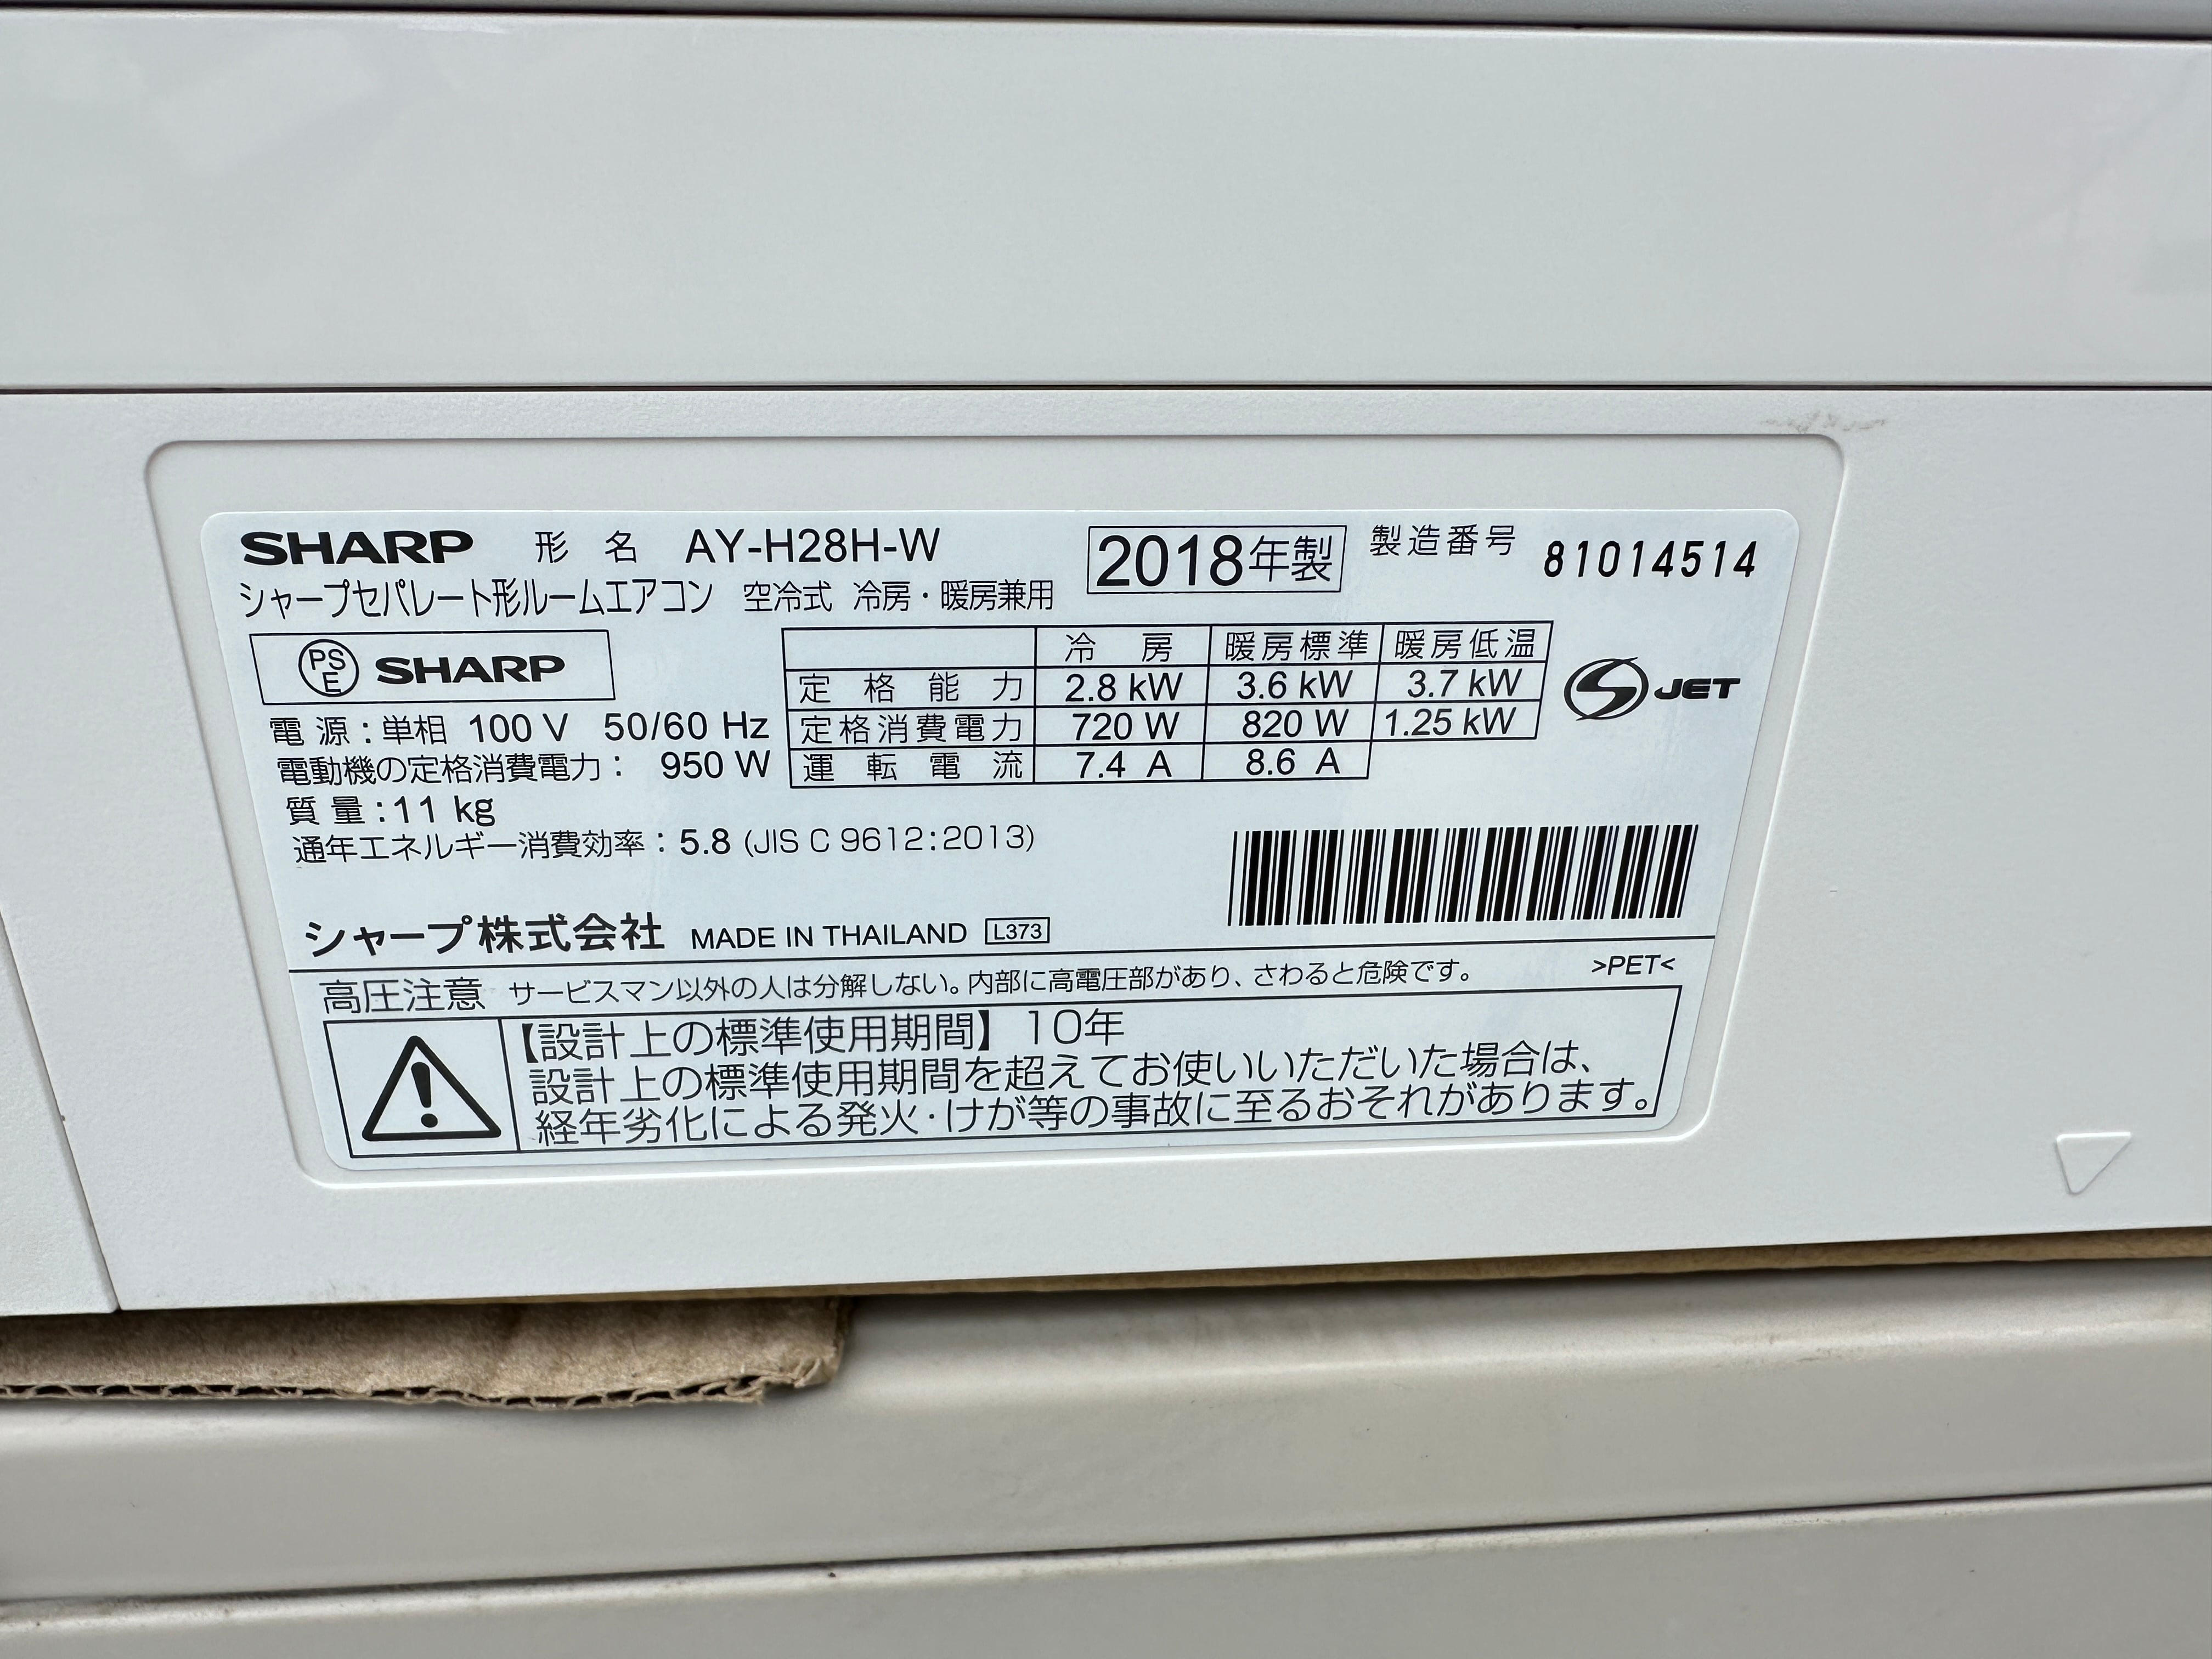 SHARP 形名 AY-H28H-W 2018年製 製造番号 81014514
シャープセパレート形ルームエアコン 空冷式 冷房・暖房兼用
PSE SHARP
冷房 暖房標準 暖房低温
定格能力 2.8 kW 3.6 kW 3.7 kW
定格消費電力 720 W 820 W 1.25 kW
運転電流 7.4 A 8.6 A
S JET
電源:単相 100 V 50/60 Hz
電動機の定格消費電力: 950 W
質量:11 kg
通年エネルギー消費効率:5.8 (JIS C 9612:2013)
シャープ株式会社 MADE IN THAILAND L373
高圧注意 サービスマン以外の人は分解しない。内部に高電圧部があり、さわると危険です。 >PET<
【設計上の標準使用期間】10年
設計上の標準使用期間を超えてお使いいただいた場合は、
経年劣化による発火・けが等の事故に至るおそれがあります。